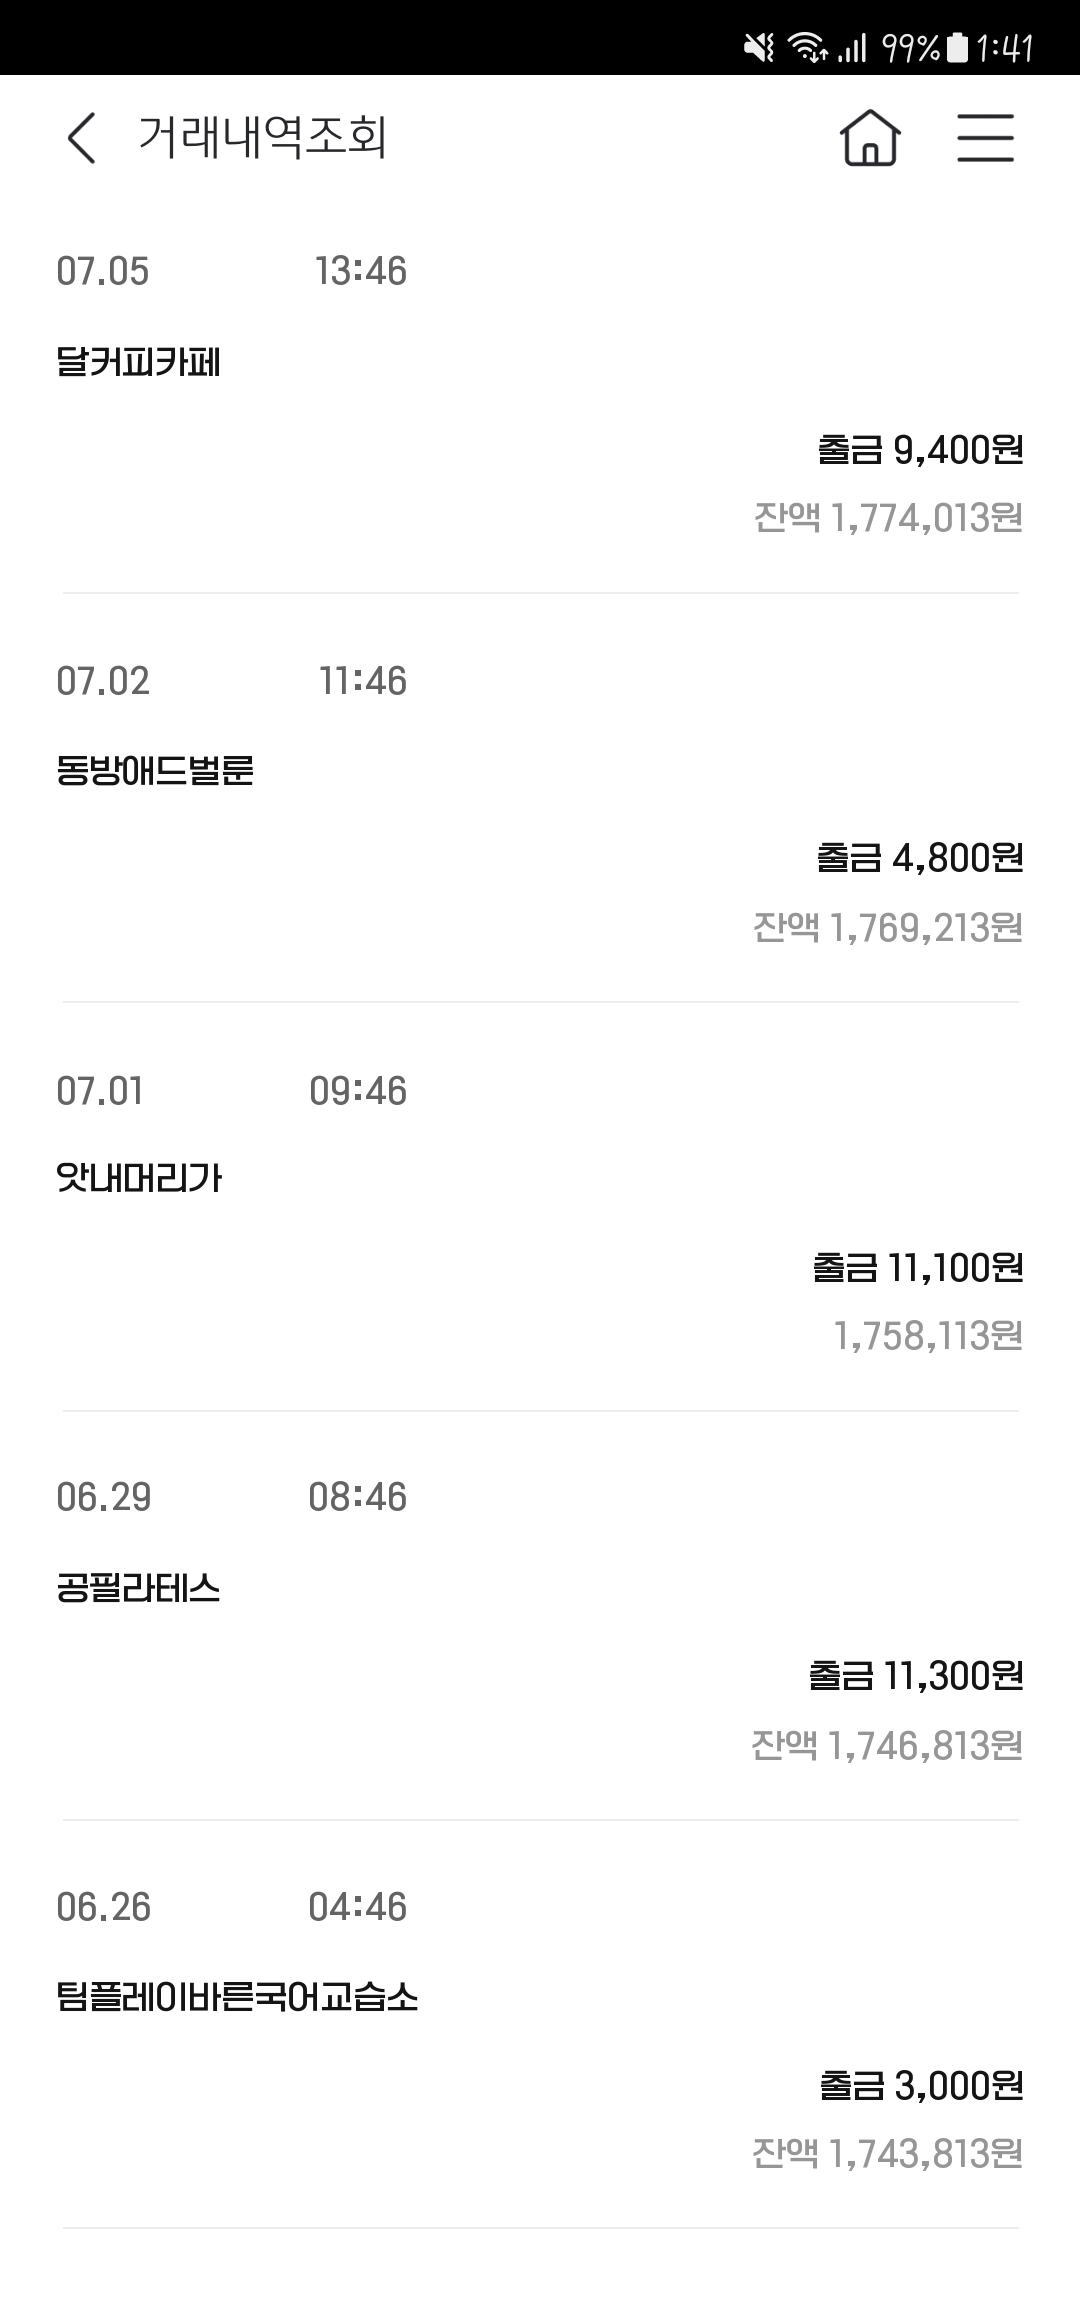 99% 1:41
거래내역조회
07.05 13:46
달커피카페
출금 9,400원
잔액 1,774,013원
07.02 11:46
동방애드벌룬
출금 4,800원
잔액 1,769,213원
07.01 09:46
앗내머리가
출금 11,100원
1,758,113원
06.29 08:46
공필라테스
출금 11,300원
잔액 1,746,813원
06.26 04:46
팀플레이바른국어교습소
출금 3,000원
잔액 1,743,813원